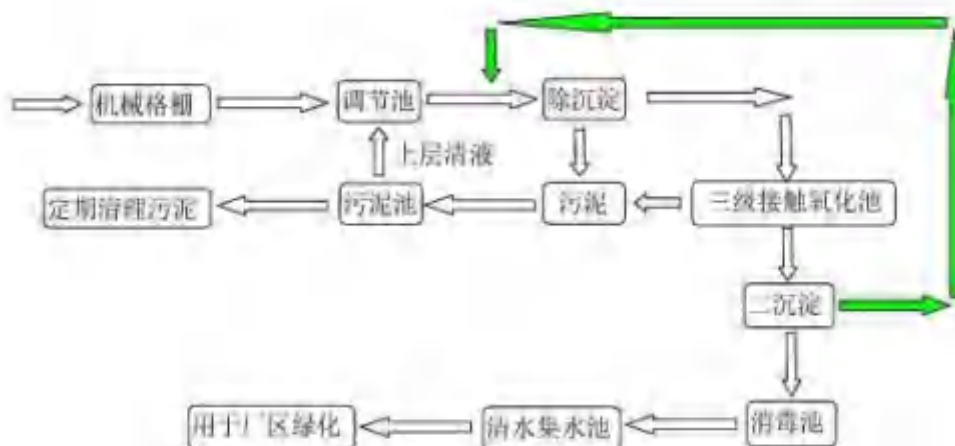 机械格栅
调节池
除沉淀
上层清液
定期清理污泥
污泥池
污泥
三级接触氧化池
二沉淀
用于厂区绿化
清水集水池
消毒池